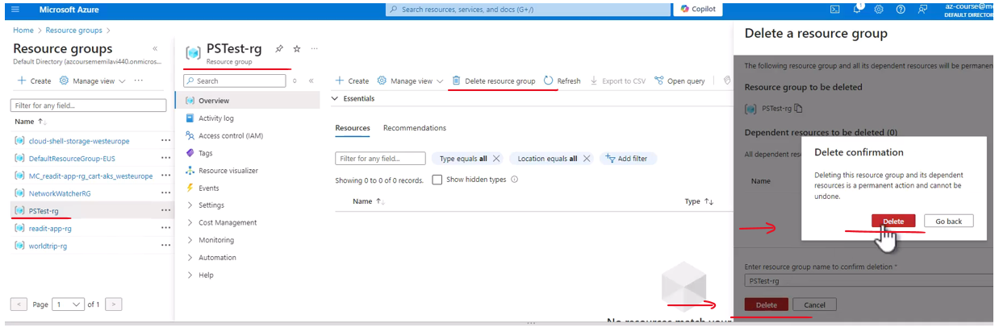 Microsoft Azure
Search resources, services, and docs (G+/)
Copilot
1
az-course@me
DEFAULT DIRECTOR
Home > Resource groups >
Resource groups
Default Directory (azcoursememilavi440.onmicros...
Create
Manage view
Filter for any field...
Name
cloud-shell-storage-westeurope
DefaultResourceGroup-EUS
MC_readit-app-rg_cart-aks_westeurope
NetworkWatcherRG
PSTest-rg
readit-app-rg
worldtrip-rg
Page 1 of 1
PSTest-rg
Resource group
Search
Overview
Activity log
Access control (IAM)
Tags
Resource visualizer
Events
Settings
Cost Management
Monitoring
Automation
Help
Create Manage view Delete resource group Refresh Export to CSV Open query
Essentials
Resources Recommendations
Filter for any field... Type equals all Location equals all Add filter
Showing 0 to 0 of 0 records. Show hidden types
Name Type
No resources match your
Delete a resource group
The following resource group and all its dependent resources will be permanen
Resource group to be deleted
PSTest-rg
Dependent resources to be deleted (0)
All dependent res
Name
Delete confirmation
Deleting this resource group and its dependent
resources is a permanent action and cannot be
undone.
Delete Go back
Enter resource group name to confirm deletion *
PSTest-rg
Delete Cancel